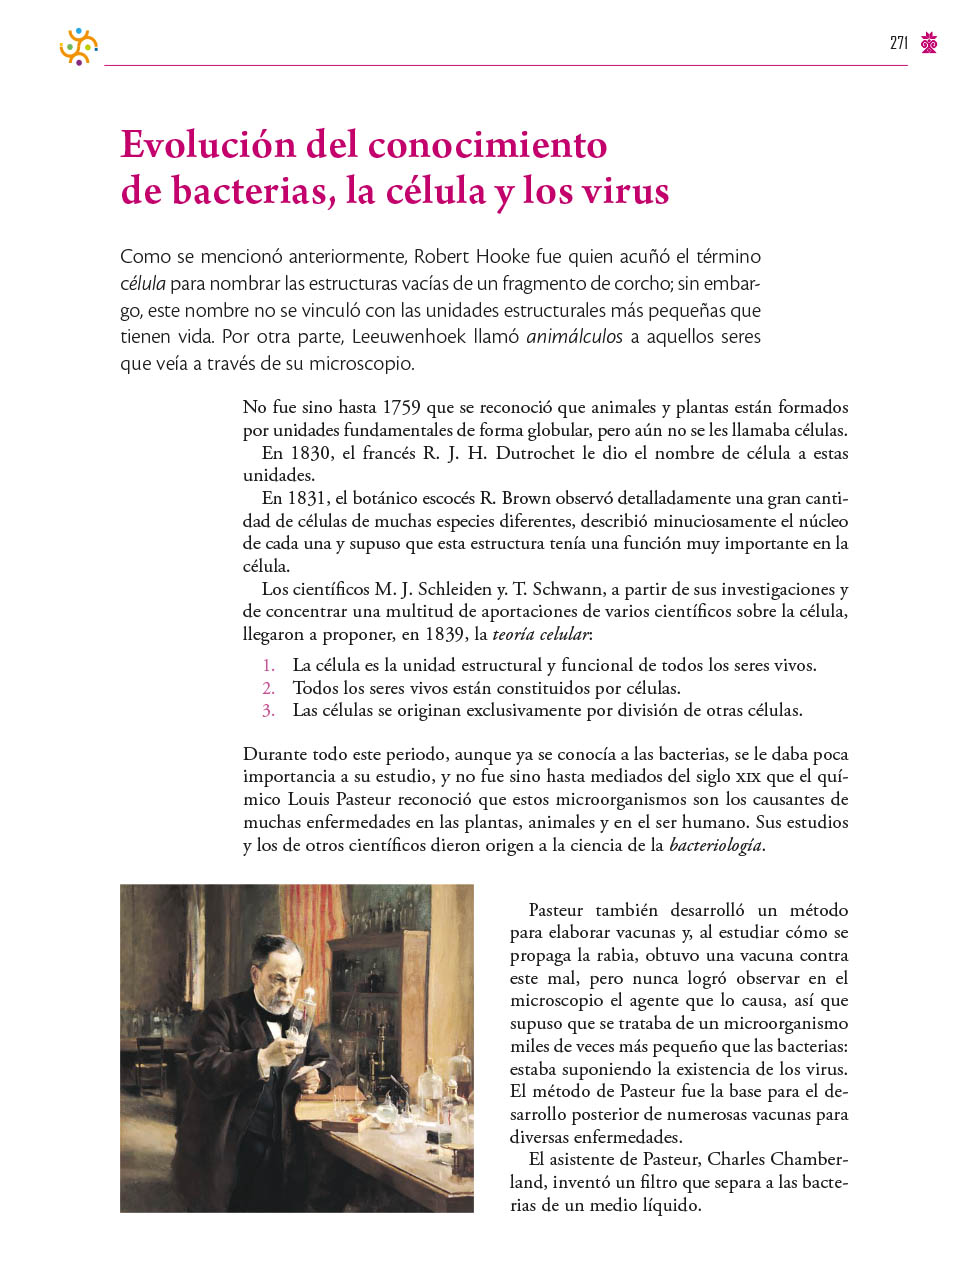 271
Evolución del conocimiento
de bacterias, la célula y los virus
Como se mencionó anteriormente, Robert Hooke fue quien acuñó el término
célula para nombrar las estructuras vacías de un fragmento de corcho; sin embar-
go, este nombre no se vinculó con las unidades estructurales más pequeñas que
tienen vida. Por otra parte, Leeuwenhoek llamó animálculos a aquellos seres
que veía a través de su microscopio.
No fue sino hasta 1759 que se reconoció que animales y plantas están formados
por unidades fundamentales de forma globular, pero aún no se les llamaba células.
En 1830, el francés R. J. H. Dutrochet le dio el nombre de célula a estas
unidades.
En 1831, el botánico escocés R. Brown observó detalladamente una gran canti-
dad de células de muchas especies diferentes, describió minuciosamente el núcleo
de cada una y supuso que esta estructura tenía una función muy importante en la
célula.
Los científicos M. J. Schleiden y. T. Schwann, a partir de sus investigaciones y
de concentrar una multitud de aportaciones de varios científicos sobre la célula,
llegaron a proponer, en 1839, la teoría celular:
1. La célula es la unidad estructural y funcional de todos los seres vivos.
2. Todos los seres vivos están constituidos por células.
3. Las células se originan exclusivamente por división de otras células.
Durante todo este periodo, aunque ya se conocía a las bacterias, se le daba poca
importancia a su estudio, y no fue sino hasta mediados del siglo XIX que el quí-
mico Louis Pasteur reconoció que estos microorganismos son los causantes de
muchas enfermedades en las plantas, animales y en el ser humano. Sus estudios
y los de otros científicos dieron origen a la ciencia de la bacteriología.
Pasteur también desarrolló un método
para elaborar vacunas y, al estudiar cómo se
propaga la rabia, obtuvo una vacuna contra
este mal, pero nunca logró observar en el
microscopio el agente que lo causa, así que
supuso que se trataba de un microorganismo
miles de veces más pequeño que las bacterias:
estaba suponiendo la existencia de los virus.
El método de Pasteur fue la base para el de-
sarrollo posterior de numerosas vacunas para
diversas enfermedades.
El asistente de Pasteur, Charles Chamber-
land, inventó un filtro que separa a las bacte-
rias de un medio líquido.